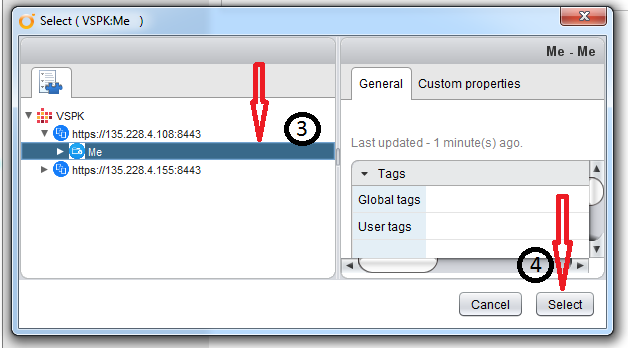 Select ( VSPK:Me )
Me - Me
General Custom properties
VSPK
https://135.228.4.108:8443
3
Me
https://135.228.4.155:8443
Last updated - 1 minute(s) ago.
Tags
Global tags
User tags
4
Cancel Select